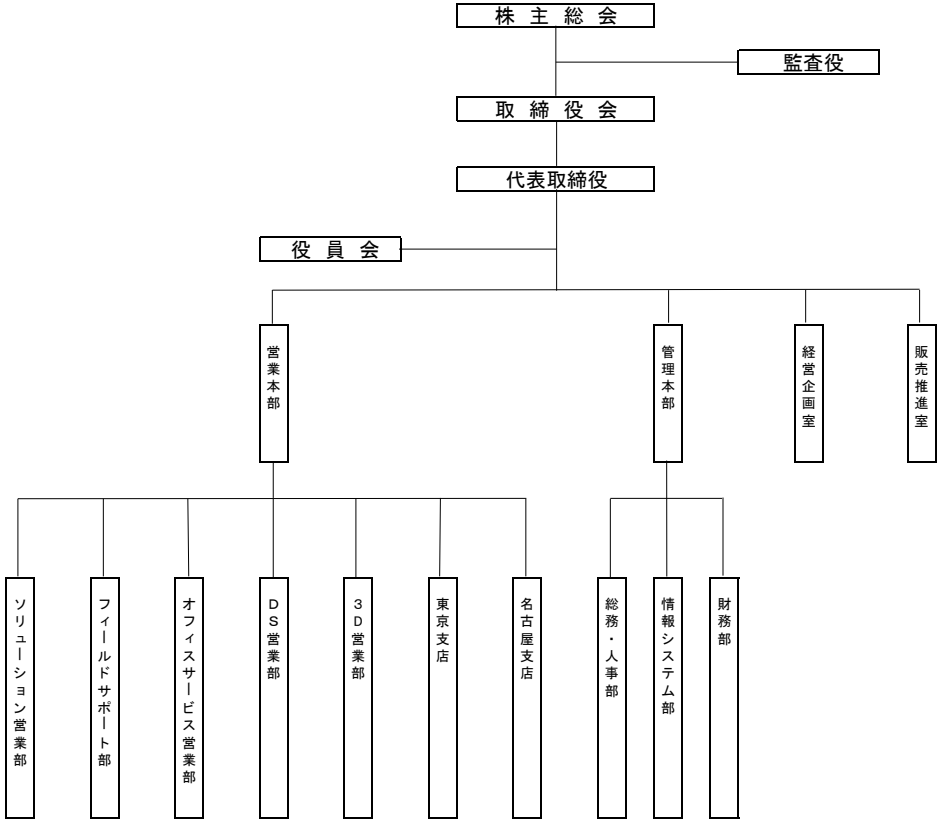 株主総会
監査役
取締役会
代表取締役
役員会
営業本部
管理本部
経営企画室
販売推進室
ソリューション営業部
フィールドサポート部
オフィスサービス営業部
DS営業部
3D営業部
東京支店
名古屋支店
総務・人事部
情報システム部
財務部